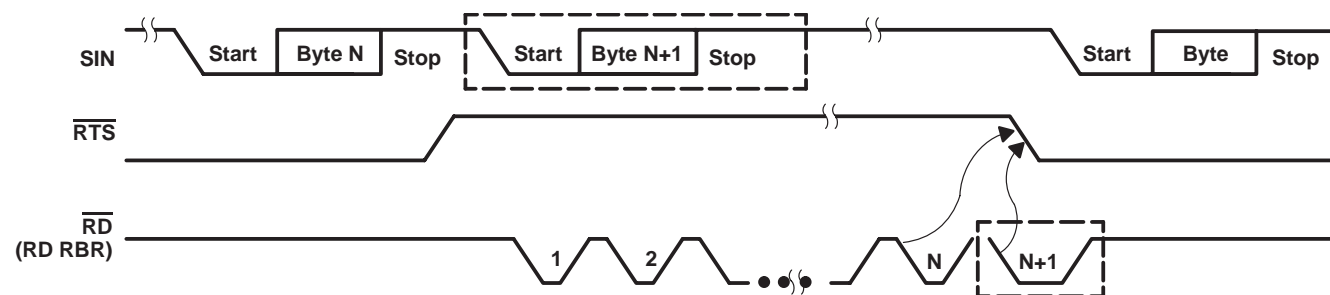 SIN
Start Byte N Stop Start Byte N+1 Stop Start Byte Stop
RTS
RD
(RD RBR)
1 2 N N+1